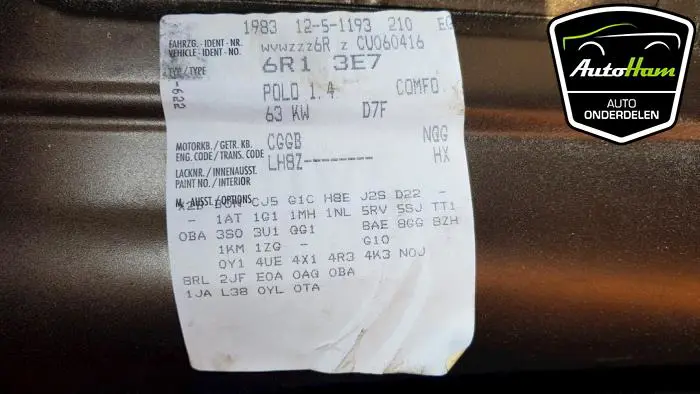 1983 12-5-1193 210 EG
FAHRZG.-IDENT-NR. VEHICLE-IDENT-NO. WVWZZZ6R Z CU060416
TYP/TYPE 6R1 3E7
-622
POLO 1.4 COMFO.
63 KW D7F
MOTORKB./GETR.KB. ENG. CODE/TRANS. CODE CGGB NQG
LACKNR./INNENAUSST. PAINT NO./INTERIOR LH8Z----- HX
M.-AUSST./OPTIONS
CJ5 G1C H8E J2S D22 -
- 1AT 1G1 1MH 1NL 5RV 5SJ TT1
0BA 3S0 3U1 QG1 8AE 8GG 8ZH
1KM 1ZG - G10
0Y1 4UE 4X1 4R3 4K3 N0J
8RL 2JF E0A 0AG 0BA
1JA L38 0YL 0TA
AutoHam
AUTO
ONDERDELEN